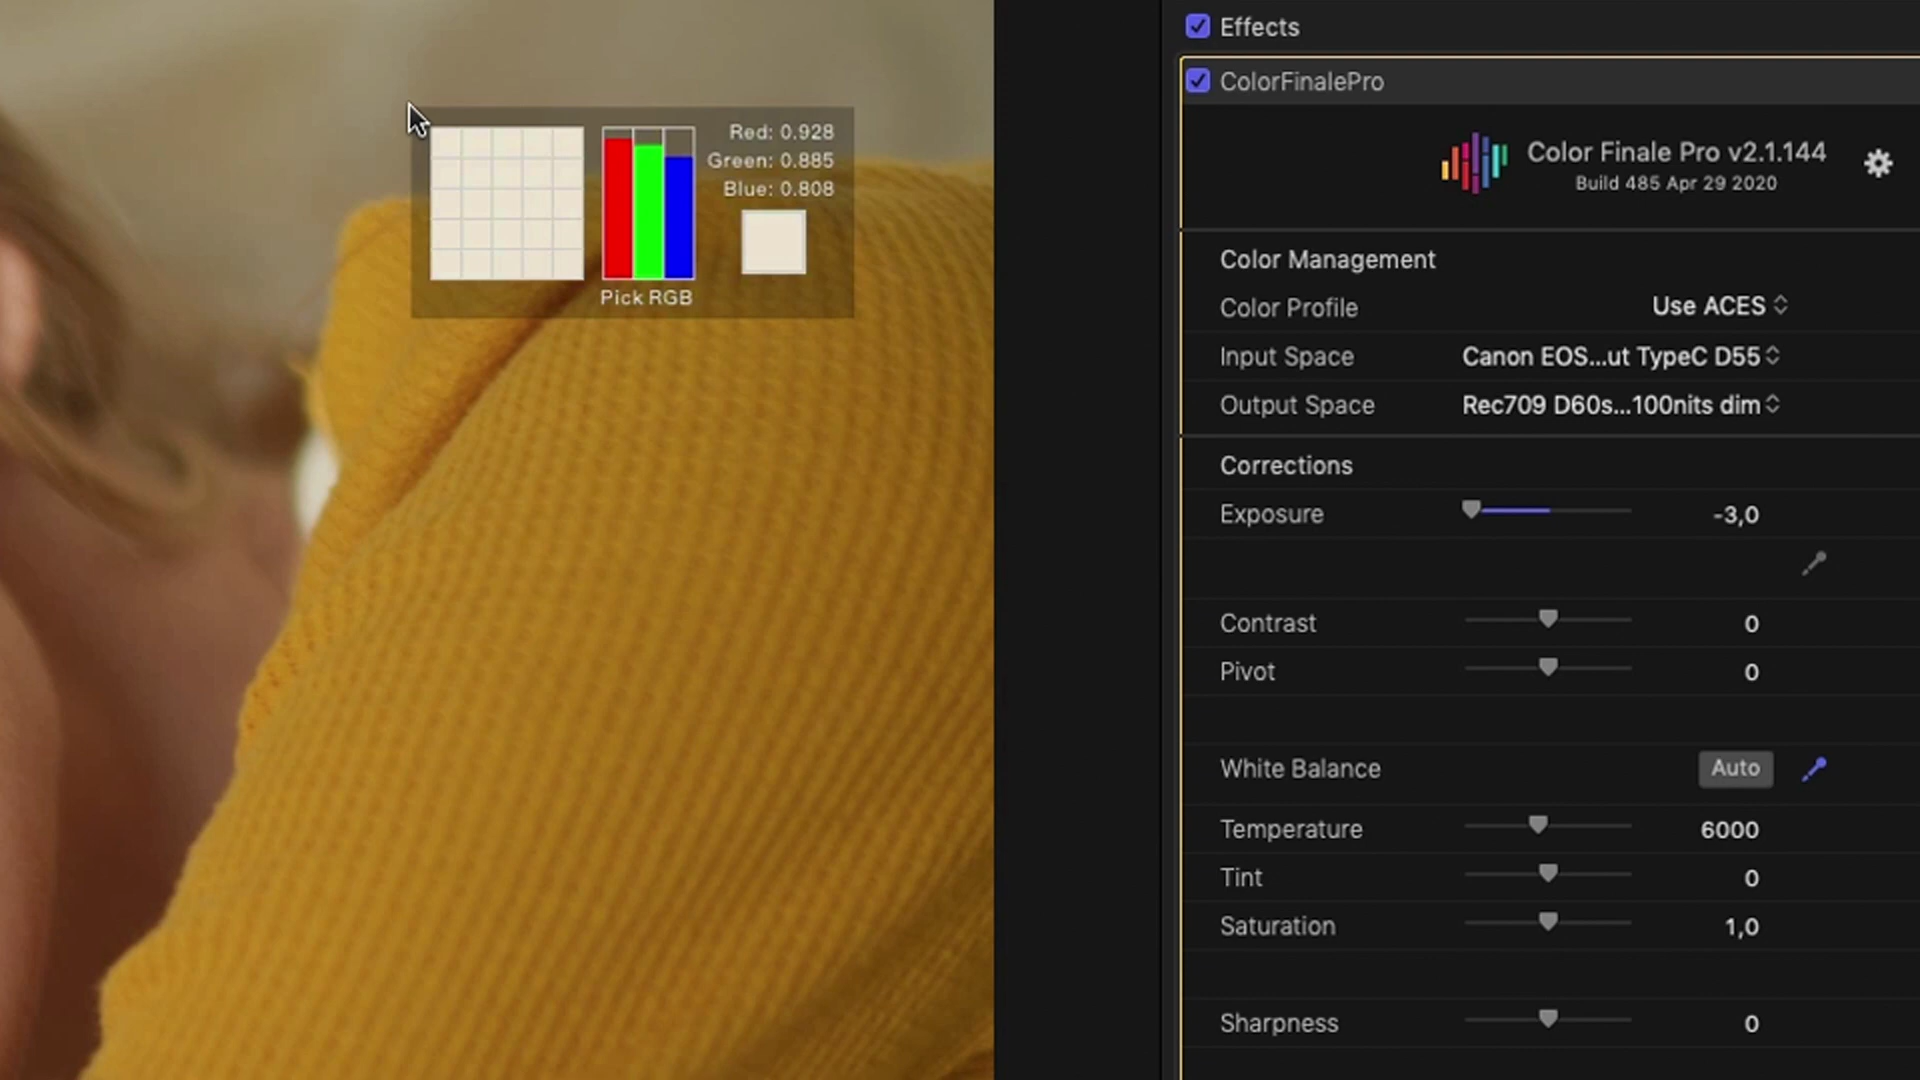 Red: 0.928
Green: 0.885
Blue: 0.808
Pick RGB
Effects
ColorFinalePro
Color Finale Pro v2.1.144
Build 485 Apr 29 2020
Color Management
Color Profile Use ACES
Input Space Canon EOS...ut TypeC D55
Output Space Rec709 D60s...100nits dim
Corrections
Exposure -3,0
Contrast 0
Pivot 0
White Balance Auto
Temperature 6000
Tint 0
Saturation 1,0
Sharpness 0